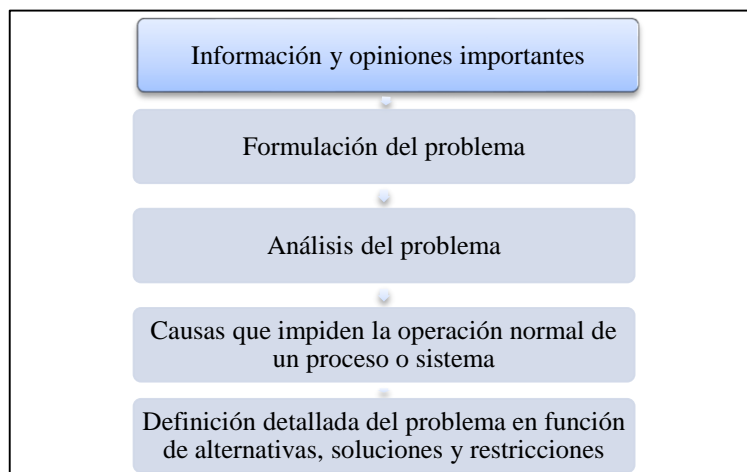 Información y opiniones importantes
Formulación del problema
Análisis del problema
Causas que impiden la operación normal de
un proceso o sistema
Definición detallada del problema en función
de alternativas, soluciones y restricciones